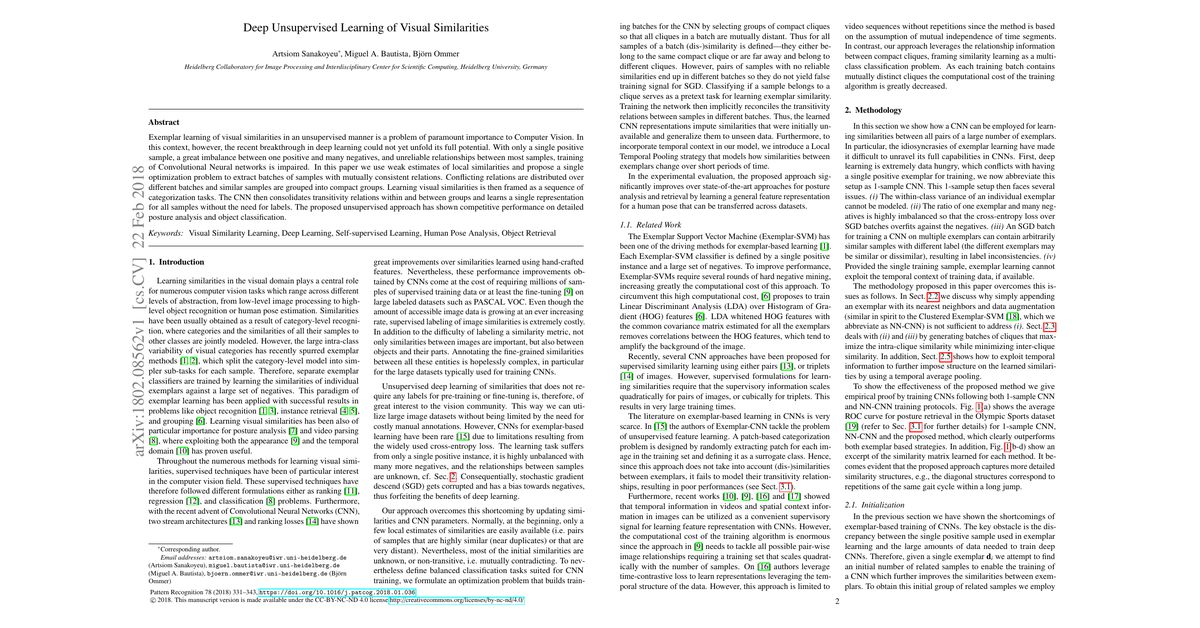 Deep Unsupervised Learning of Visual Similarities
Artsiom Sanakoyeu*, Miguel A. Bautista, Björn Ommer
Heidelberg Collaboratory for Image Processing and Interdisciplinary Center for Scientific Computing, Heidelberg University, Germany
arXiv:1802.08562v1 [cs.CV] 22 Feb 2018
Abstract
Exemplar learning of visual similarities in an unsupervised manner is a problem of paramount importance to Computer Vision. In
this context, however, the recent breakthrough in deep learning could not yet unfold its full potential. With only a single positive
sample, a great imbalance between one positive and many negatives, and unreliable relationships between most samples, training
of Convolutional Neural networks is impaired. In this paper we use weak estimates of local similarities and propose a single
optimization problem to extract batches of samples with mutually consistent relations. Conflicting relations are distributed over
different batches and similar samples are grouped into compact groups. Learning visual similarities is then framed as a sequence of
categorization tasks. The CNN then consolidates transitivity relations within and between groups and learns a single representation
for all samples without the need for labels. The proposed unsupervised approach has shown competitive performance on detailed
posture analysis and object classification.
Keywords: Visual Similarity Learning, Deep Learning, Self-supervised Learning, Human Pose Analysis, Object Retrieval
1. Introduction
Learning similarities in the visual domain plays a central role
for numerous computer vision tasks which range across different
levels of abstraction, from low-level image processing to high-
level object recognition or human pose estimation. Similarities
have been usually obtained as a result of category-level recogni-
tion, where categories and the similarities of all their samples to
other classes are jointly modeled. However, the large intra-class
variability of visual categories has recently spurred exemplar
methods [1, 2], which split the category-level model into sim-
pler sub-tasks for each sample. Therefore, separate exemplar
classifiers are trained by learning the similarities of individual
exemplars against a large set of negatives. This paradigm of
exemplar learning has been applied with successful results in
problems like object recognition [1, 3], instance retrieval [4, 5],
and grouping [6]. Learning visual similarities has been also of
particular importance for posture analysis [7] and video parsing
[8], where exploiting both the appearance [9] and the temporal
domain [10] has proven useful.
Throughout the numerous methods for learning visual simi-
larities, supervised techniques have been of particular interest
in the computer vision field. These supervised techniques have
therefore followed different formulations either as ranking [11],
regression [12], and classification [8] problems. Furthermore,
with the recent advent of Convolutional Neural Networks (CNN),
two stream architectures [13] and ranking losses [14] have shown
*Corresponding author.
Email addresses: artsiom.sanakoyeu@iwr.uni-heidelberg.de
(Artsiom Sanakoyeu), miguel.bautista@iwr.uni-heidelberg.de
(Miguel A. Bautista), bjoern.ommer@iwr.uni-heidelberg.de (Björn
Ommer)
great improvements over similarities learned using hand-crafted
features. Nevertheless, these performance improvements ob-
tained by CNNs come at the cost of requiring millions of sam-
ples of supervised training data or at least the fine-tuning [9] on
large labeled datasets such as PASCAL VOC. Even though the
amount of accessible image data is growing at an ever increasing
rate, supervised labeling of image similarities is extremely costly.
In addition to the difficulty of labeling a similarity metric, not
only similarities between images are important, but also between
objects and their parts. Annotating the fine-grained similarities
between all these entities is hopelessly complex, in particular
for the large datasets typically used for training CNNs.
Unsupervised deep learning of similarities that does not re-
quire any labels for pre-training or fine-tuning is, therefore, of
great interest to the vision community. This way we can uti-
lize large image datasets without being limited by the need for
costly manual annotations. However, CNNs for exemplar-based
learning have been rare [15] due to limitations resulting from
the widely used cross-entropy loss. The learning task suffers
from only a single positive instance, it is highly unbalanced with
many more negatives, and the relationships between samples
are unknown, cf. Sec. 2. Consequently, stochastic gradient
descend (SGD) gets corrupted and has a bias towards negatives,
thus forfeiting the benefits of deep learning.
Our approach overcomes this shortcoming by updating simi-
larities and CNN parameters. Normally, at the beginning, only a
few local estimates of similarities are easily available (i.e. pairs
of samples that are highly similar (near duplicates) or that are
very distant). Nevertheless, most of the initial similarities are
unknown, or non-transitive, i.e. mutually contradicting. To nev-
ertheless define balanced classification tasks suited for CNN
training, we formulate an optimization problem that builds train-
Pattern Recognition 78 (2018) 331–343, https://doi.org/10.1016/j.patcog.2018.01.036
© 2018. This manuscript version is made available under the CC-BY-NC-ND 4.0 license http://creativecommons.org/licenses/by-nc-nd/4.0/
ing batches for the CNN by selecting groups of compact cliques
so that all cliques in a batch are mutually distant. Thus for all
samples of a batch (dis-)similarity is defined—they either be-
long to the same compact clique or are far away and belong to
different cliques. However, pairs of samples with no reliable
similarities end up in different batches so they do not yield false
training signal for SGD. Classifying if a sample belongs to a
clique serves as a pretext task for learning exemplar similarity.
Training the network then implicitly reconciles the transitivity
relations between samples in different batches. Thus, the learned
CNN representations impute similarities that were initially un-
available and generalize them to unseen data. Furthermore, to
incorporate temporal context in our model, we introduce a Local
Temporal Pooling strategy that models how similarities between
exemplars change over short periods of time.
In the experimental evaluation, the proposed approach sig-
nificantly improves over state-of-the-art approaches for posture
analysis and retrieval by learning a general feature representation
for a human pose that can be transferred across datasets.
1.1. Related Work
The Exemplar Support Vector Machine (Exemplar-SVM) has
been one of the driving methods for exemplar-based learning [1].
Each Exemplar-SVM classifier is defined by a single positive
instance and a large set of negatives. To improve performance,
Exemplar-SVMs require several rounds of hard negative mining,
increasing greatly the computational cost of this approach. To
circumvent this high computational cost, [6] proposes to train
Linear Discriminant Analysis (LDA) over Histogram of Gra-
dient (HOG) features [6]. LDA whitened HOG features with
the common covariance matrix estimated for all the exemplars
removes correlations between the HOG features, which tend to
amplify the background of the image.
Recently, several CNN approaches have been proposed for
supervised similarity learning using either pairs [13], or triplets
[14] of images. However, supervised formulations for learn-
ing similarities require that the supervisory information scales
quadratically for pairs of images, or cubically for triplets. This
results in very large training times.
The literature on exemplar-based learning in CNNs is very
scarce. In [15] the authors of Exemplar-CNN tackle the problem
of unsupervised feature learning. A patch-based categorization
problem is designed by randomly extracting patch for each im-
age in the training set and defining it as a surrogate class. Hence,
since this approach does not take into account (dis-)similarities
between exemplars, it fails to model their transitivity relation-
ships, resulting in poor performances (see Sect. 3.1).
Furthermore, recent works [10], [9], [16] and [17] showed
that temporal information in videos and spatial context infor-
mation in images can be utilized as a convenient supervisory
signal for learning feature representation with CNNs. However,
the computational cost of the training algorithm is enormous
since the approach in [9] needs to tackle all possible pair-wise
image relationships requiring a training set that scales quadrat-
ically with the number of samples. On [16] authors leverage
time-contrastive loss to learn representations leveraging the tem-
poral structure of the data. However, this approach is limited to
video sequences without repetitions since the method is based
on the assumption of mutual independence of time segments.
In contrast, our approach leverages the relationship information
between compact cliques, framing similarity learning as a multi-
class classification problem. As each training batch contains
mutually distinct cliques the computational cost of the training
algorithm is greatly decreased.
2. Methodology
In this section we show how a CNN can be employed for learn-
ing similarities between all pairs of a large number of exemplars.
In particular, the idiosyncrasies of exemplar learning have made
it difficult to unravel its full capabilities in CNNs. First, deep
learning is extremely data hungry, which conflicts with having
a single positive exemplar for training, we now abbreviate this
setup as 1-sample CNN. This 1-sample setup then faces several
issues. (i) The within-class variance of an individual exemplar
cannot be modeled. (ii) The ratio of one exemplar and many neg-
atives is highly imbalanced so that the cross-entropy loss over
SGD batches overfits against the negatives. (iii) An SGD batch
for training a CNN on multiple exemplars can contain arbitrarily
similar samples with different label (the different exemplars may
be similar or dissimilar), resulting in label inconsistencies. (iv)
Provided the single training sample, exemplar learning cannot
exploit the temporal context of training data, if available.
The methodology proposed in this paper overcomes this is-
sues as follows. In Sect. 2.2 we discuss why simply appending
an exemplar with its nearest neighbors and data augmentation
(similar in spirit to the Clustered Exemplar-SVM [18], which we
abbreviate as NN-CNN) is not sufficient to address (i). Sect. 2.3
deals with (ii) and (iii) by generating batches of cliques that max-
imize the intra-clique similarity while minimizing inter-clique
similarity. In addition, Sect. 2.5 shows how to exploit temporal
information to further impose structure on the learned similari-
ties by using a temporal average pooling.
To show the effectiveness of the proposed method we give
empirical proof by training CNNs following both 1-sample CNN
and NN-CNN training protocols. Fig. 1(a) shows the average
ROC curve for posture retrieval in the Olympic Sports dataset
[19] (refer to Sec. 3.1 for further details) for 1-sample CNN,
NN-CNN and the proposed method, which clearly outperforms
both exemplar based strategies. In addition, Fig. 1(b-d) show an
excerpt of the similarity matrix learned for each method. It be-
comes evident that the proposed approach captures more detailed
similarity structures, e.g., the diagonal structures correspond to
repetitions of the same gait cycle within a long jump.
2.1. Initialization
In the previous section we have shown the shortcomings of
exemplar-based training of CNNs. The key obstacle is the dis-
crepancy between the single positive sample used in exemplar
learning and the large amounts of data needed to train deep
CNNs. Therefore, given a single exemplar dᵢ we attempt to find
an initial number of related samples to enable the training of
a CNN which further improves the similarities between exem-
plars. To obtain this initial group of related samples we employ
2